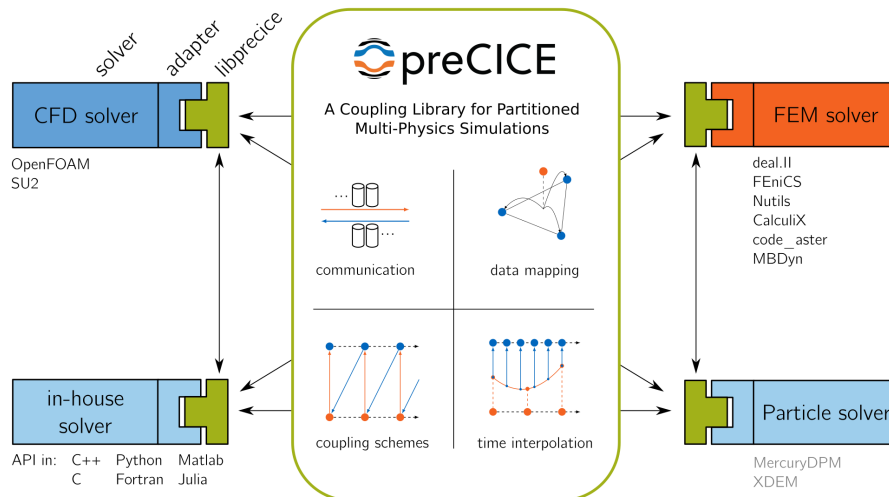 solver
adapter
libprecice
CFD solver
OpenFOAM
SU2
preCICE
A Coupling Library for Partitioned
Multi-Physics Simulations
...
...
communication
data mapping
coupling schemes
time interpolation
FEM solver
deal.II
FEniCS
Nutils
CalculiX
code_aster
MBDyn
in-house
solver
API in: C++ Python Matlab
C Fortran Julia
Particle solver
MercuryDPM
XDEM